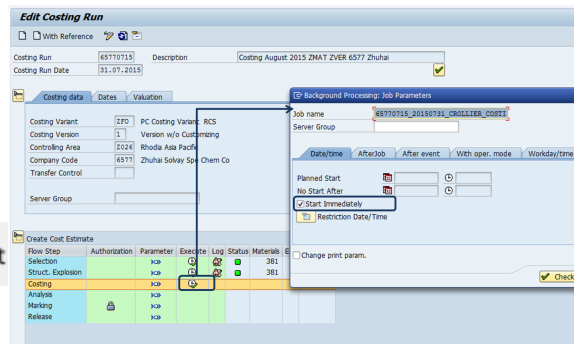 Edit Costing Run
With Reference
Costing Run 65770715 Description Costing August 2015 ZMAT ZVER 6577 Zhuhai
Costing Run Date 31.07.2015
Costing data Dates Valuation
Costing Variant ZFO PC Costing Variant RCS
Costing Version 1 Version w/o Customizing
Controlling Area 2026 Rhodia Asia Pacific
Company Code 6577 Zhuhai Solvay Spe Chem Co
Transfer Control
Server Group
Background Processing: Job Parameters
Job name 65770715_20150731_CROLLIER_COSTI
Server Group
Date/time AfterJob After event With oper. mode Workday/time
Planned Start
No Start After
Start Immediately
Restriction Date/Time
Change print param.
Check
t
Create Cost Estimate
Flow Step Authorization Parameter Execute Log Status Materials E
Selection 381
Struct. Explosion 381
Costing
Analysis
Marking
Release